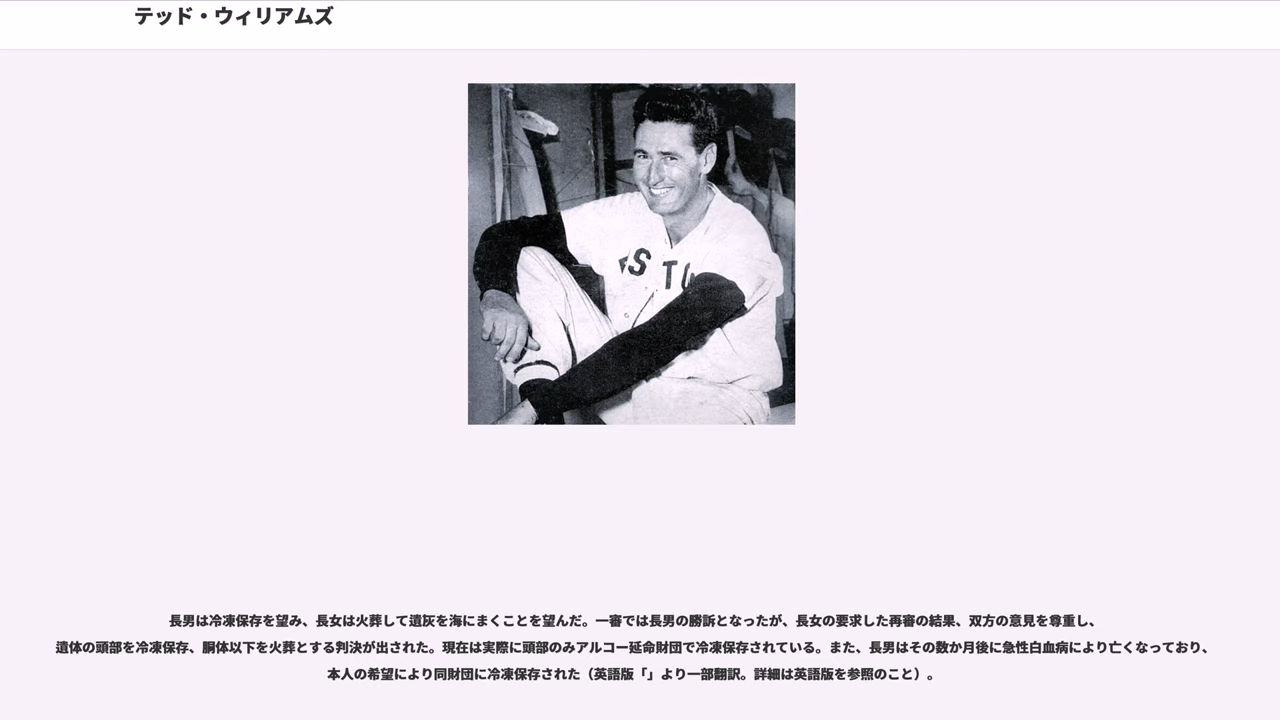 テッド・ウィリアムズ
STO
長男は冷凍保存を望み、長女は火葬して遺灰を海にまくことを望んだ。一審では長男の勝訴となったが、長女の要求した再審の結果、双方の意見を尊重し、
遺体の頭部を冷凍保存、胴体以下を火葬とする判決が出された。現在は実際に頭部のみアルコー延命財団で冷凍保存されている。また、長男はその数か月後に急性白血病により亡くなっており、
本人の希望により同財団に冷凍保存された（英語版「」より一部翻訳。詳細は英語版を参照のこと）。